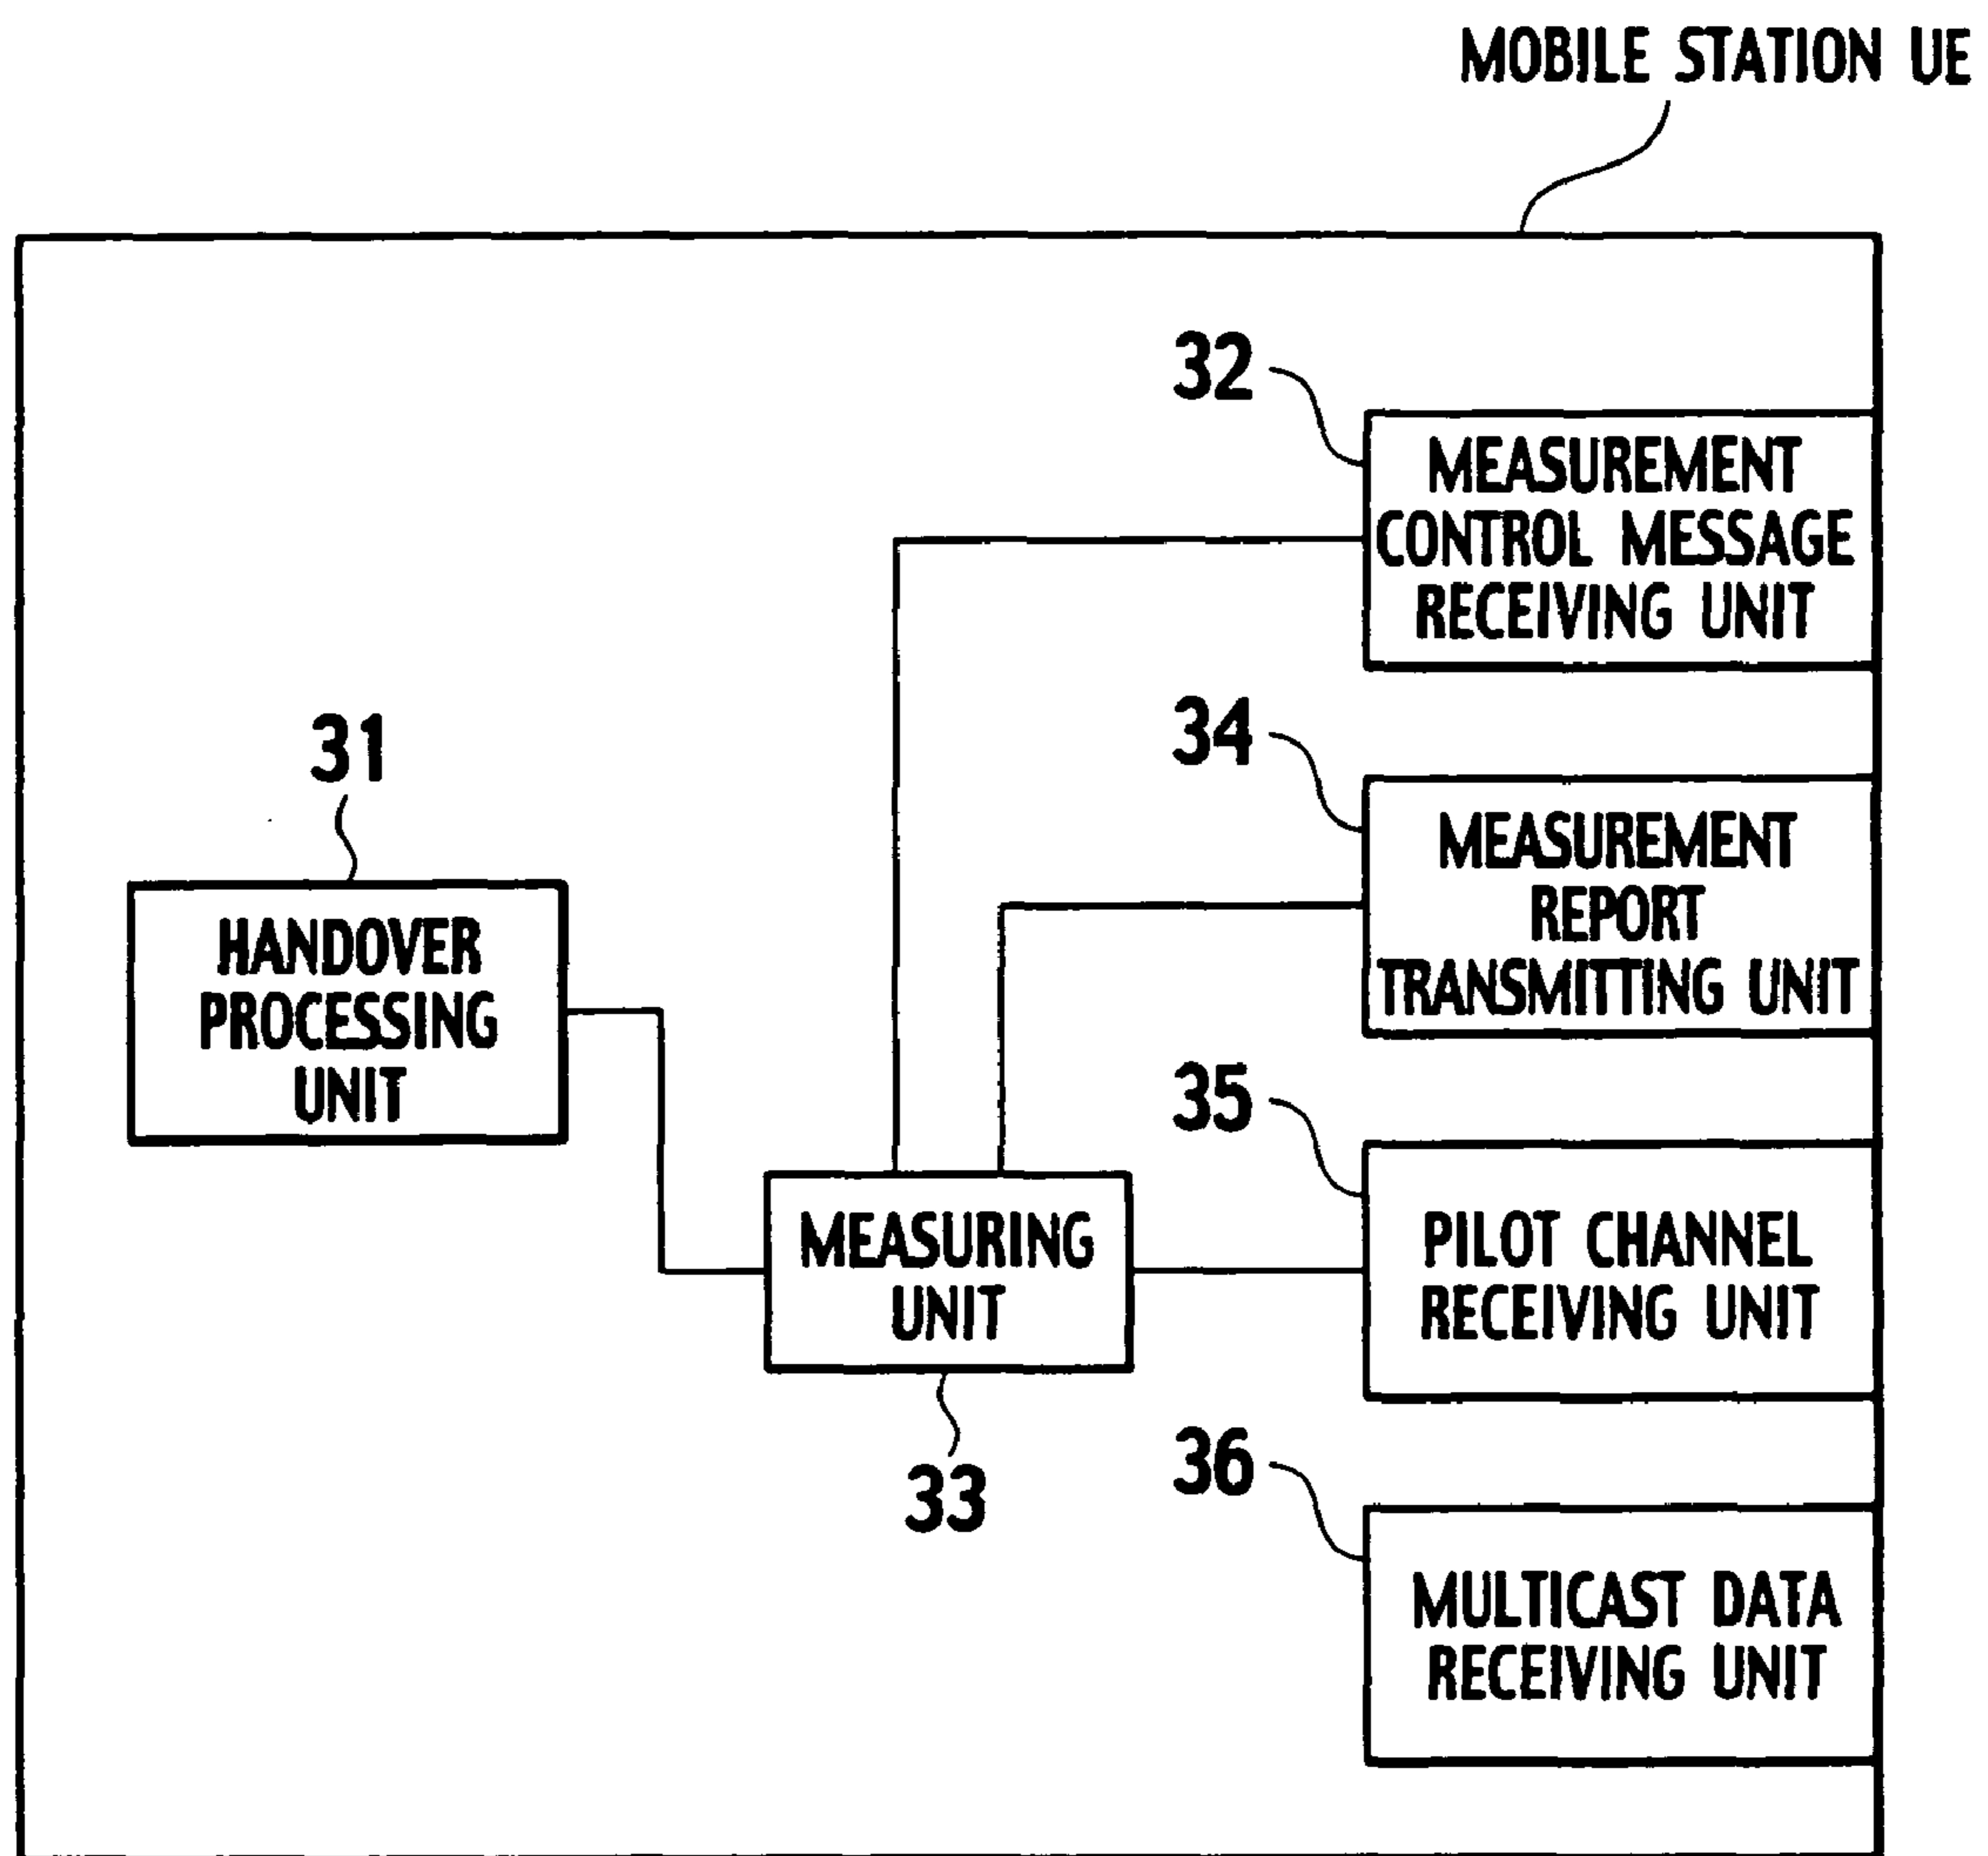 MOBILE STATION UE
32
MEASUREMENT
CONTROL MESSAGE
RECEIVING UNIT
34
MEASUREMENT
REPORT
TRANSMITTING UNIT
31
HANDOVER
PROCESSING
UNIT
35
PILOT CHANNEL
RECEIVING UNIT
MEASURING
UNIT
33
36
MULTICAST DATA
RECEIVING UNIT